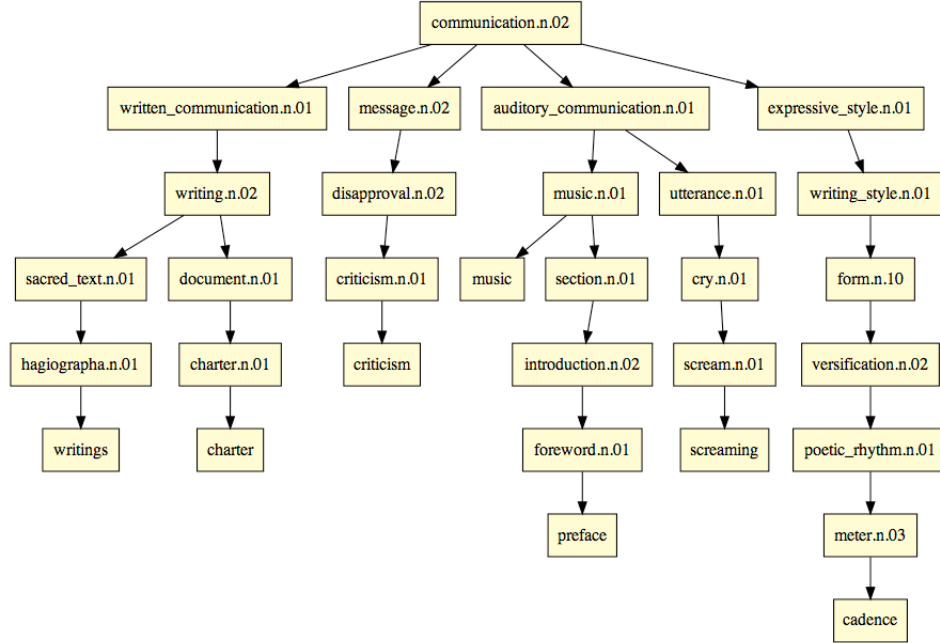 communication.n.02
written_communication.n.01
message.n.02
auditory_communication.n.01
expressive_style.n.01
writing.n.02
disapproval.n.02
music.n.01
utterance.n.01
writing_style.n.01
sacred_text.n.01
document.n.01
criticism.n.01
music
section.n.01
cry.n.01
form.n.10
hagiographa.n.01
charter.n.01
criticism
introduction.n.02
scream.n.01
versification.n.02
writings
charter
foreword.n.01
screaming
poetic_rhythm.n.01
preface
meter.n.03
cadence